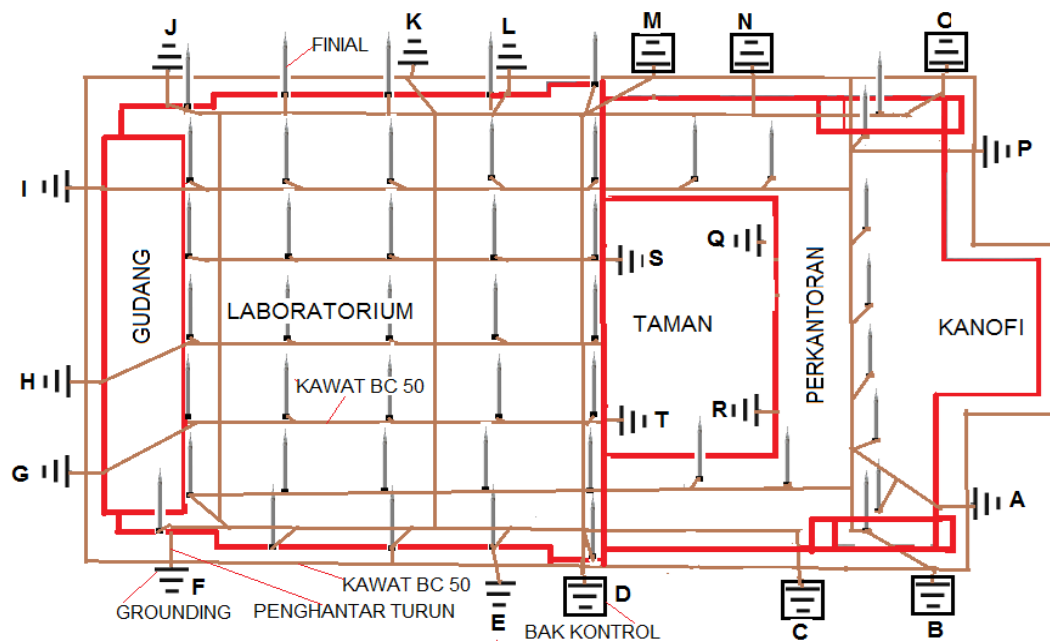 J
K
L
M
N
O
FINIAL
P
I
Q
S
GUDANG
LABORATORIUM
TAMAN
PERKANTORAN
KANOFI
H
KAWAT BC 50
T
R
G
A
F
KAWAT BC 50
GROUNDING
PENGHANTAR TURUN
E
D
BAK KONTROL
C
B